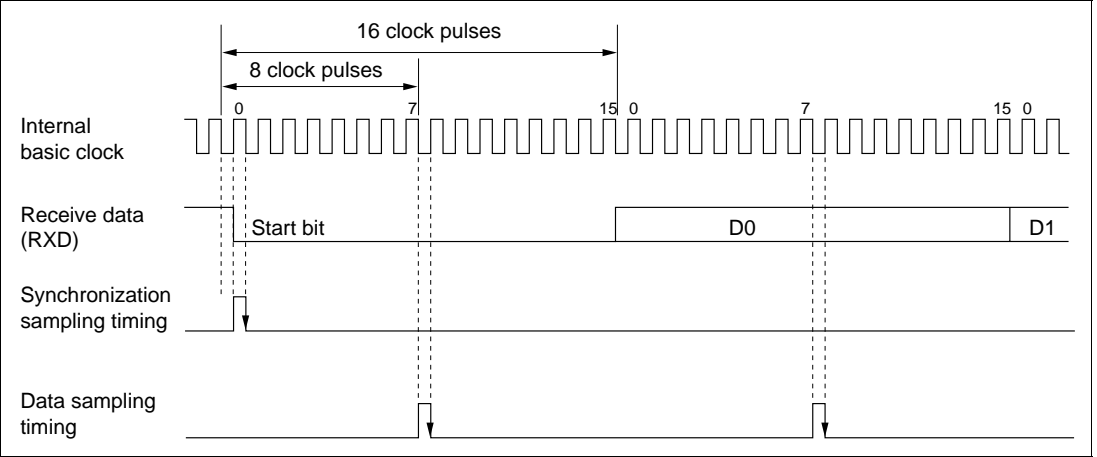 16 clock pulses
8 clock pulses
0 7 15 0 7 15 0
Internal
basic clock
Receive data
(RXD)
Start bit D0 D1
Synchronization
sampling timing
Data sampling
timing